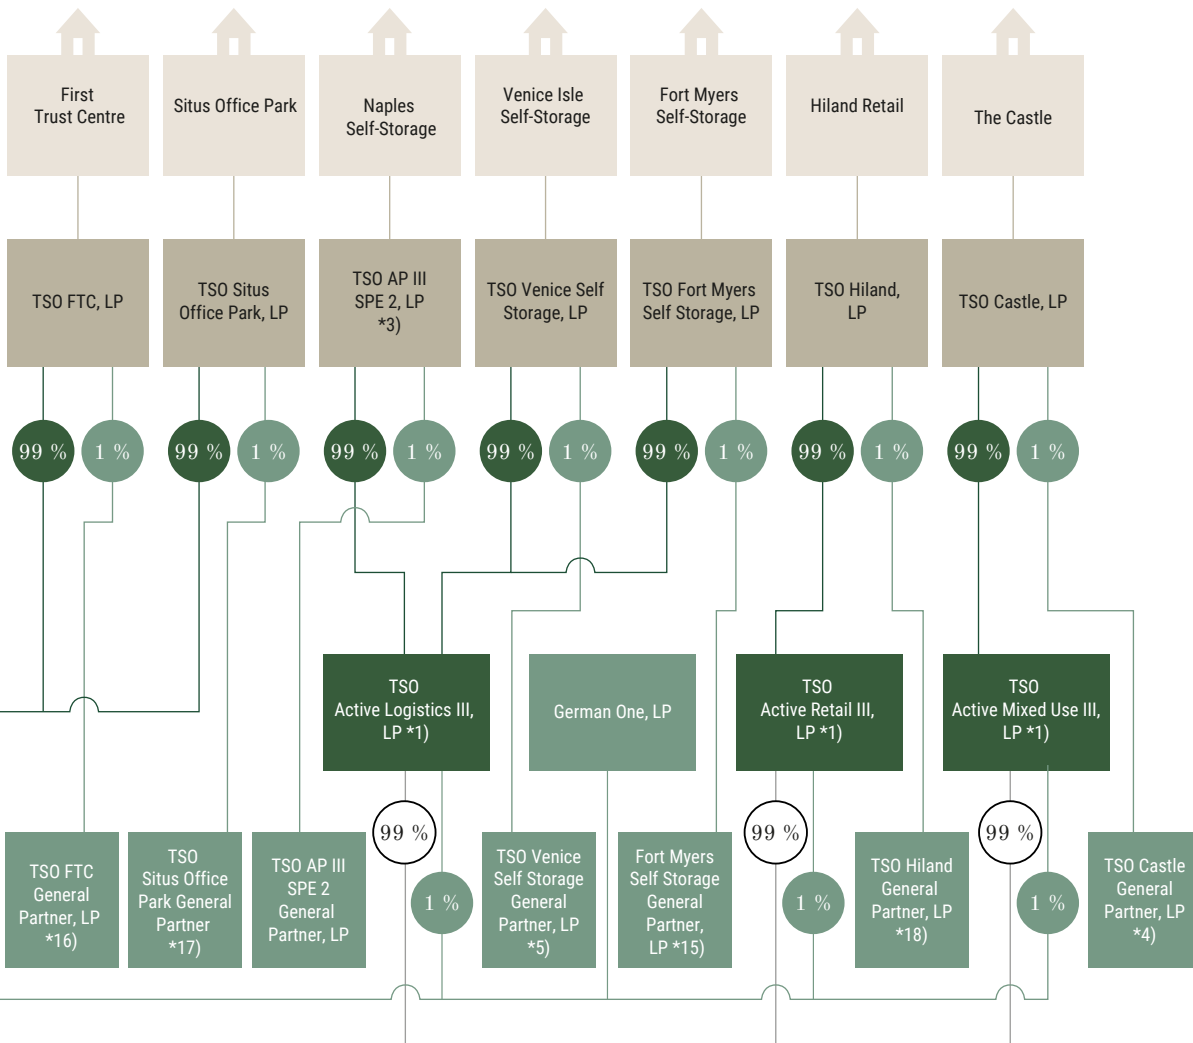 First
Trust Centre
Situs Office Park
Naples
Self-Storage
Venice Isle
Self-Storage
Fort Myers
Self-Storage
Hiland Retail
The Castle
TSO FTC, LP
TSO Situs
Office Park, LP
TSO AP III
SPE 2, LP
*3)
TSO Venice Self
Storage, LP
TSO Fort Myers
Self Storage, LP
TSO Hiland,
LP
TSO Castle, LP
99 %
1 %
99 %
1 %
99 %
1 %
99 %
1 %
99 %
1 %
99 %
1 %
99 %
1 %
TSO
Active Logistics III,
LP *1)
German One, LP
TSO
Active Retail III,
LP *1)
TSO
Active Mixed Use III,
LP *1)
99 %
99 %
99 %
TSO FTC
General
Partner, LP
*16)
TSO
Situs Office
Park General
Partner
*17)
TSO AP III
SPE 2
General
Partner, LP
1 %
TSO Venice
Self Storage
General
Partner, LP
*5)
Fort Myers
Self Storage
General
Partner,
LP *15)
1 %
TSO Hiland
General
Partner, LP
*18)
1 %
TSO Castle
General
Partner, LP
*4)